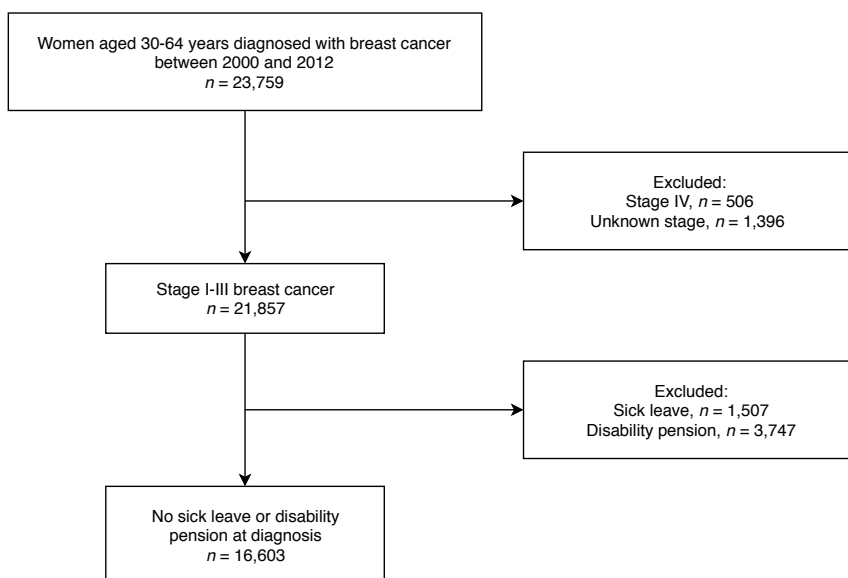 Women aged 30-64 years diagnosed with breast cancer
between 2000 and 2012
n = 23,759
Excluded:
Stage IV, n = 506
Unknown stage, n = 1,396
Stage I-III breast cancer
n = 21,857
Excluded:
Sick leave, n = 1,507
Disability pension, n = 3,747
No sick leave or disability
pension at diagnosis
n = 16,603